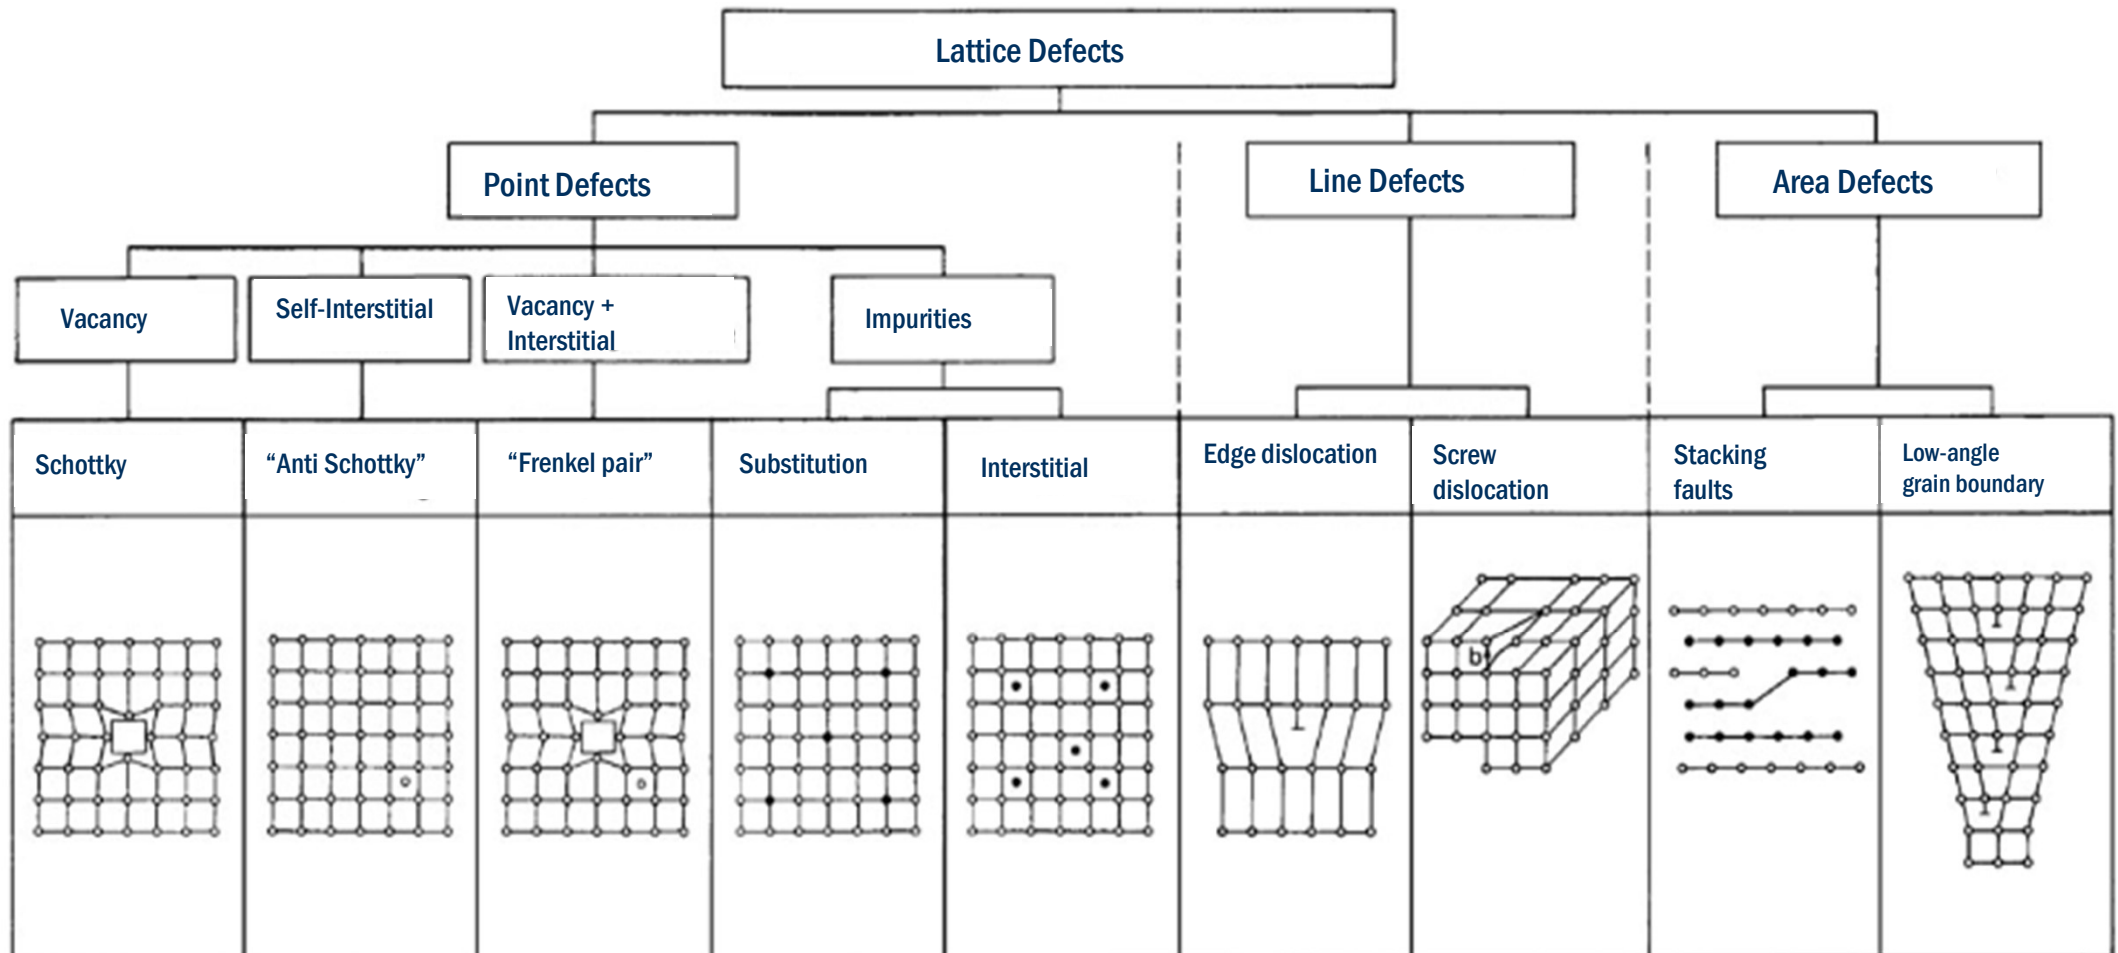 Lattice Defects
Point Defects
Line Defects
Area Defects
Vacancy
Self-Interstitial
Vacancy +
Interstitial
Impurities
Schottky
“Anti Schottky”
“Frenkel pair”
Substitution
Interstitial
Edge dislocation
Screw
dislocation
Stacking
faults
Low-angle
grain boundary
b